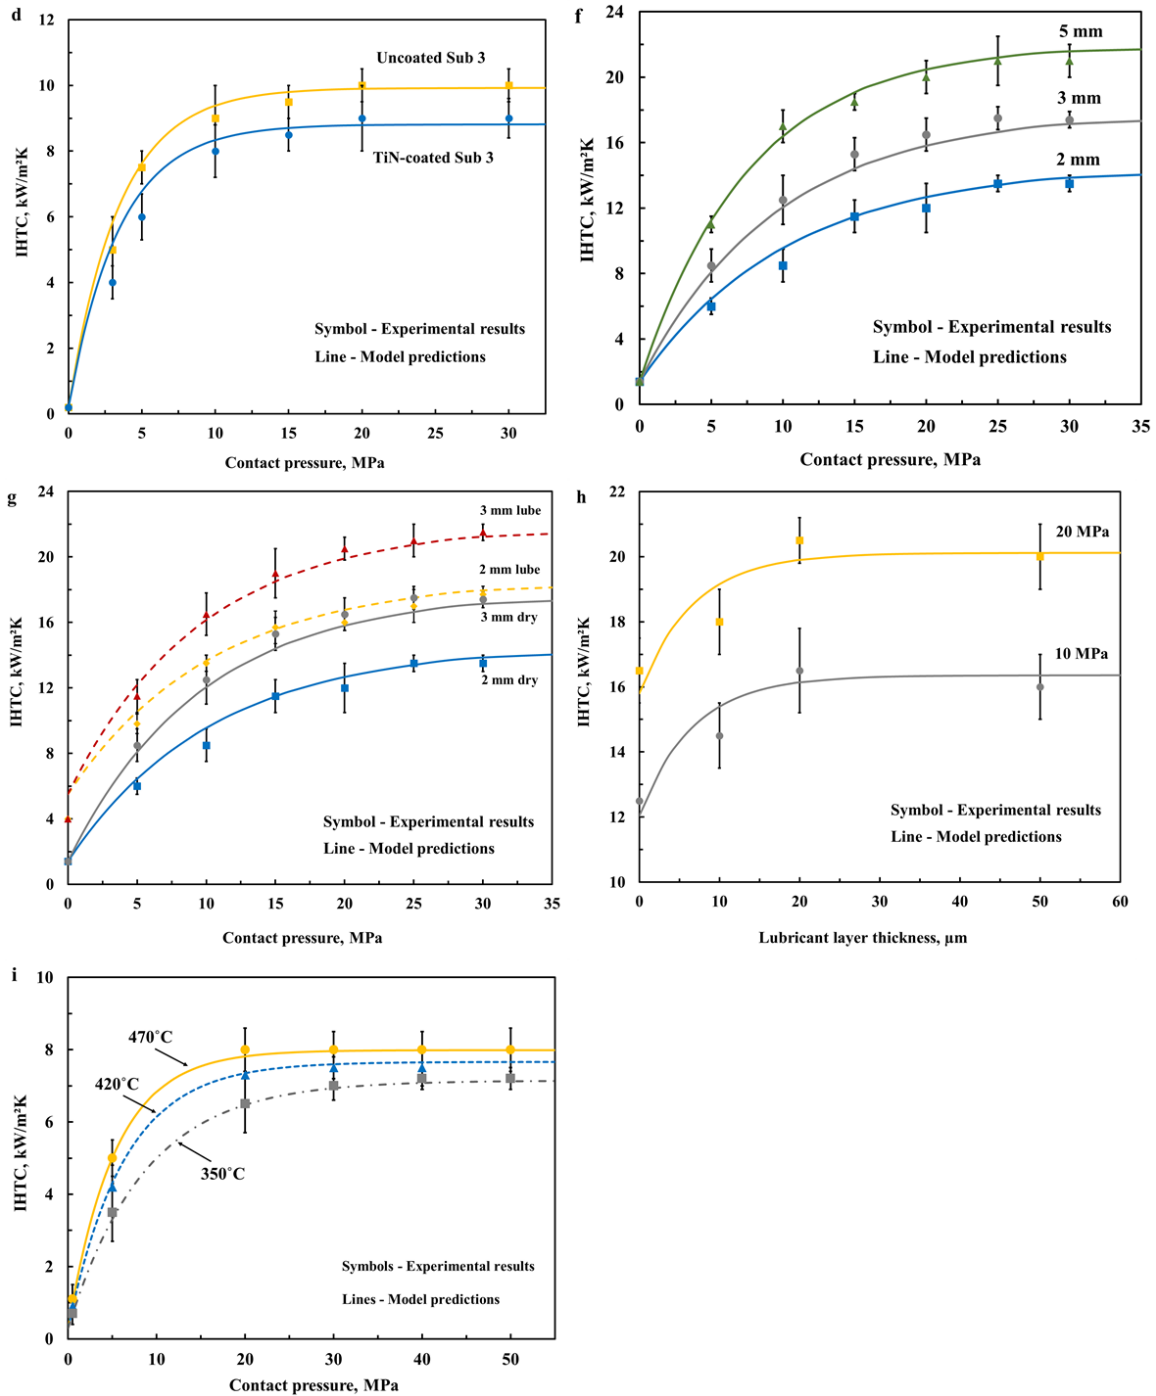 d
12
10
8
6
4
2
0
IHTC, kW/m²K
Uncoated Sub 3
TiN-coated Sub 3
Symbol - Experimental results
Line - Model predictions
0 5 10 15 20 25 30
Contact pressure, MPa
f
24
20
16
12
8
4
0
IHTC, kW/m²K
5 mm
3 mm
2 mm
Symbol - Experimental results
Line - Model predictions
0 5 10 15 20 25 30 35
Contact pressure, MPa
g
24
20
16
12
8
4
0
IHTC, kW/m²K
3 mm lube
2 mm lube
3 mm dry
2 mm dry
Symbol - Experimental results
Line - Model predictions
0 5 10 15 20 25 30 35
Contact pressure, MPa
h
22
20
18
16
14
12
10
IHTC, kW/m²K
20 MPa
10 MPa
Symbol - Experimental results
Line - Model predictions
0 10 20 30 40 50 60
Lubricant layer thickness, µm
i
10
8
6
4
2
0
IHTC, kW/m²K
470˚C
420˚C
350˚C
Symbols - Experimental results
Lines - Model predictions
0 10 20 30 40 50
Contact pressure, MPa